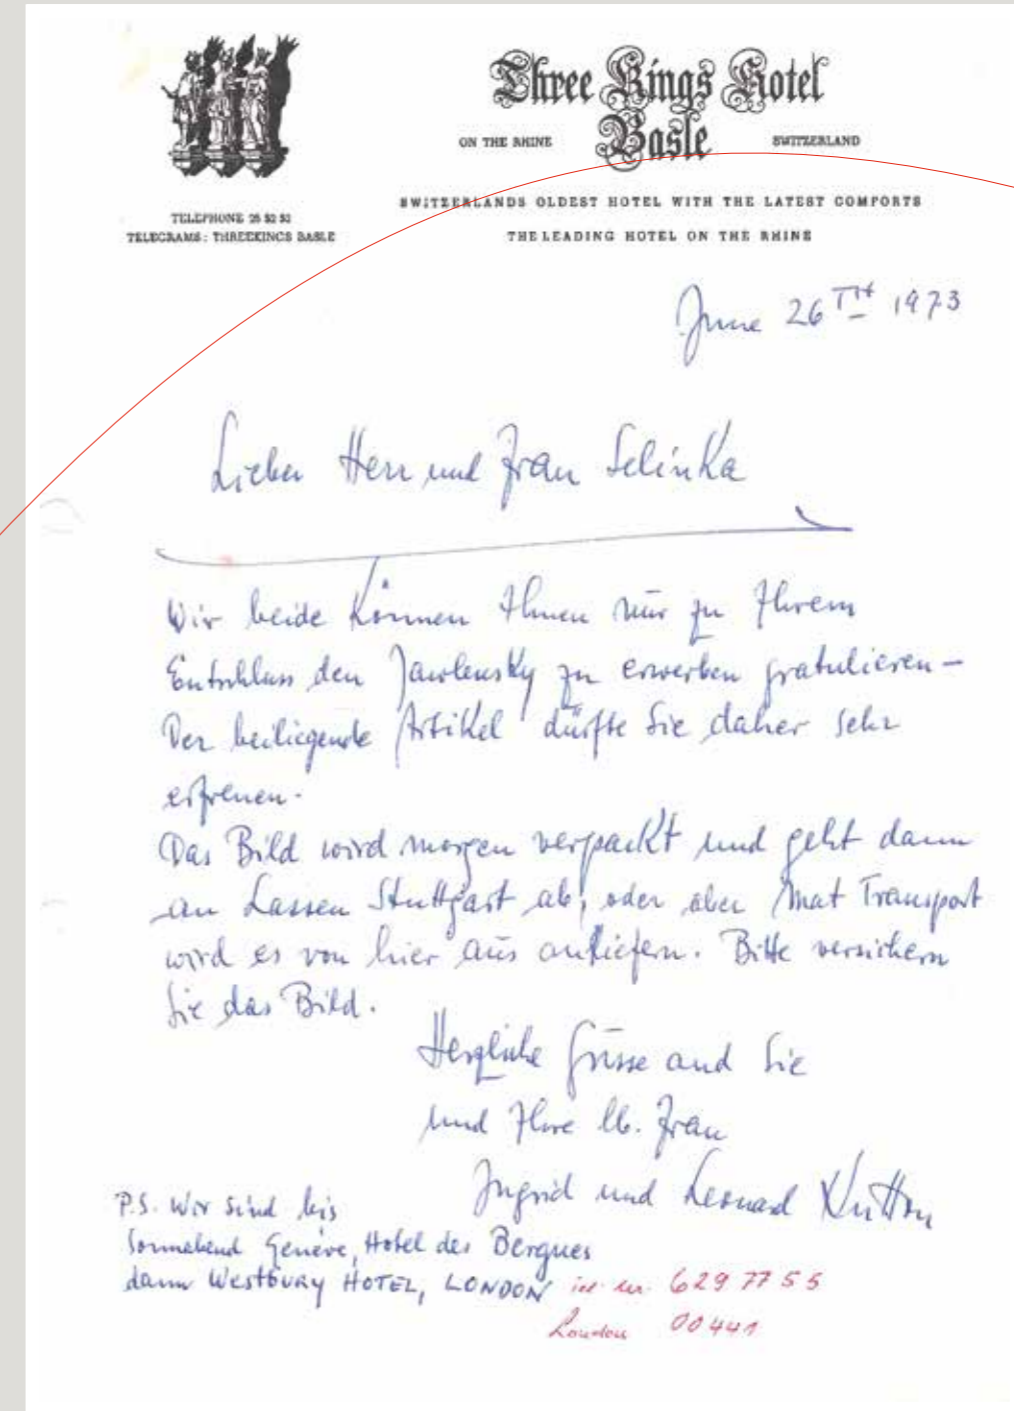 Three Kings Hotel
Basle
ON THE RHINE
SWITZERLAND
TELEPHONE 25 52 52
TELEGRAMS: THREEKINGS BASLE
SWITZERLANDS OLDEST HOTEL WITH THE LATEST COMFORTS
THE LEADING HOTEL ON THE RHINE
June 26TH 1973
Lieber Herr und Frau Selinka
Wir beide können Ihnen nur zu Ihrem
Entschluss den Jawlensky zu erwerben gratulieren –
Der beiliegende Artikel dürfte Sie daher sehr
erfreuen.
Das Bild wird morgen verpackt und geht dann
an Lassen Stuttgart ab, oder aber Mat Transport
wird es von hier aus anliefern. Bitte versichern
Sie das Bild.
Herzliche Grüsse and Sie
und Ihre lb. Frau
Ingrid und Leonard Hutton
P.S. Wir sind bis
Sonnabend Genève, Hotel des Bergues
dann Westbury HOTEL, LONDON 629 77 55
London 00441